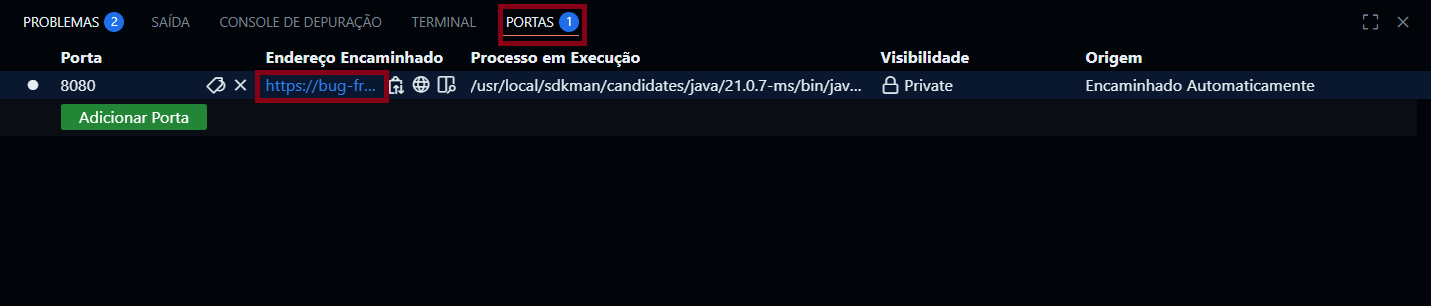 PROBLEMAS 2 SAÍDA CONSOLE DE DEPURAÇÃO TERMINAL PORTAS 1
Porta Endereço Encaminhado Processo em Execução Visibilidade Origem
8080 https://bug-fr... /usr/local/sdkman/candidates/java/21.0.7-ms/bin/jav... Private Encaminhado Automaticamente
Adicionar Porta